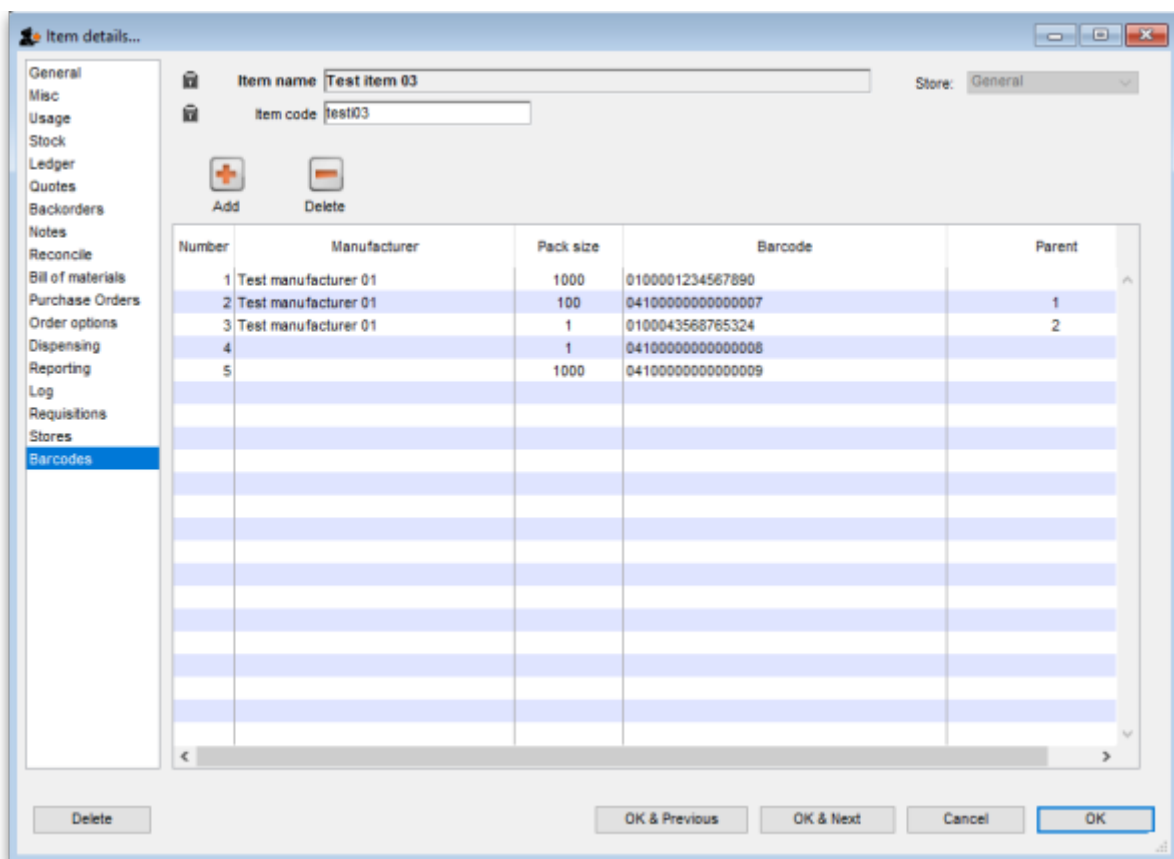 Item details...
General
Misc
Usage
Stock
Ledger
Quotes
Backorders
Notes
Reconcile
Bill of materials
Purchase Orders
Order options
Dispensing
Reporting
Log
Requisitions
Stores
Barcodes
Item name Test item 03
Store: General
Item code testi03
Add Delete
Number Manufacturer Pack size Barcode Parent
1 Test manufacturer 01 1000 0100001234567890
2 Test manufacturer 01 100 04100000000000007 1
3 Test manufacturer 01 1 0100043568765324 2
4 1 04100000000000008
5 1000 04100000000000009
Delete OK & Previous OK & Next Cancel OK